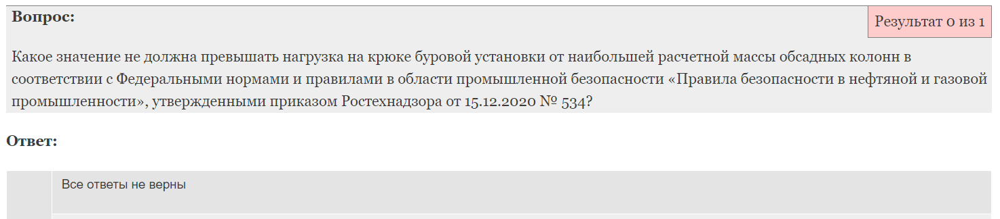 Вопрос:
Результат 0 из 1
Какое значение не должна превышать нагрузка на крюке буровой установки от наибольшей расчетной массы обсадных колонн в
соответствии с Федеральными нормами и правилами в области промышленной безопасности «Правила безопасности в нефтяной и газовой
промышленности», утвержденными приказом Ростехнадзора от 15.12.2020 № 534?
Ответ:
Все ответы не верны